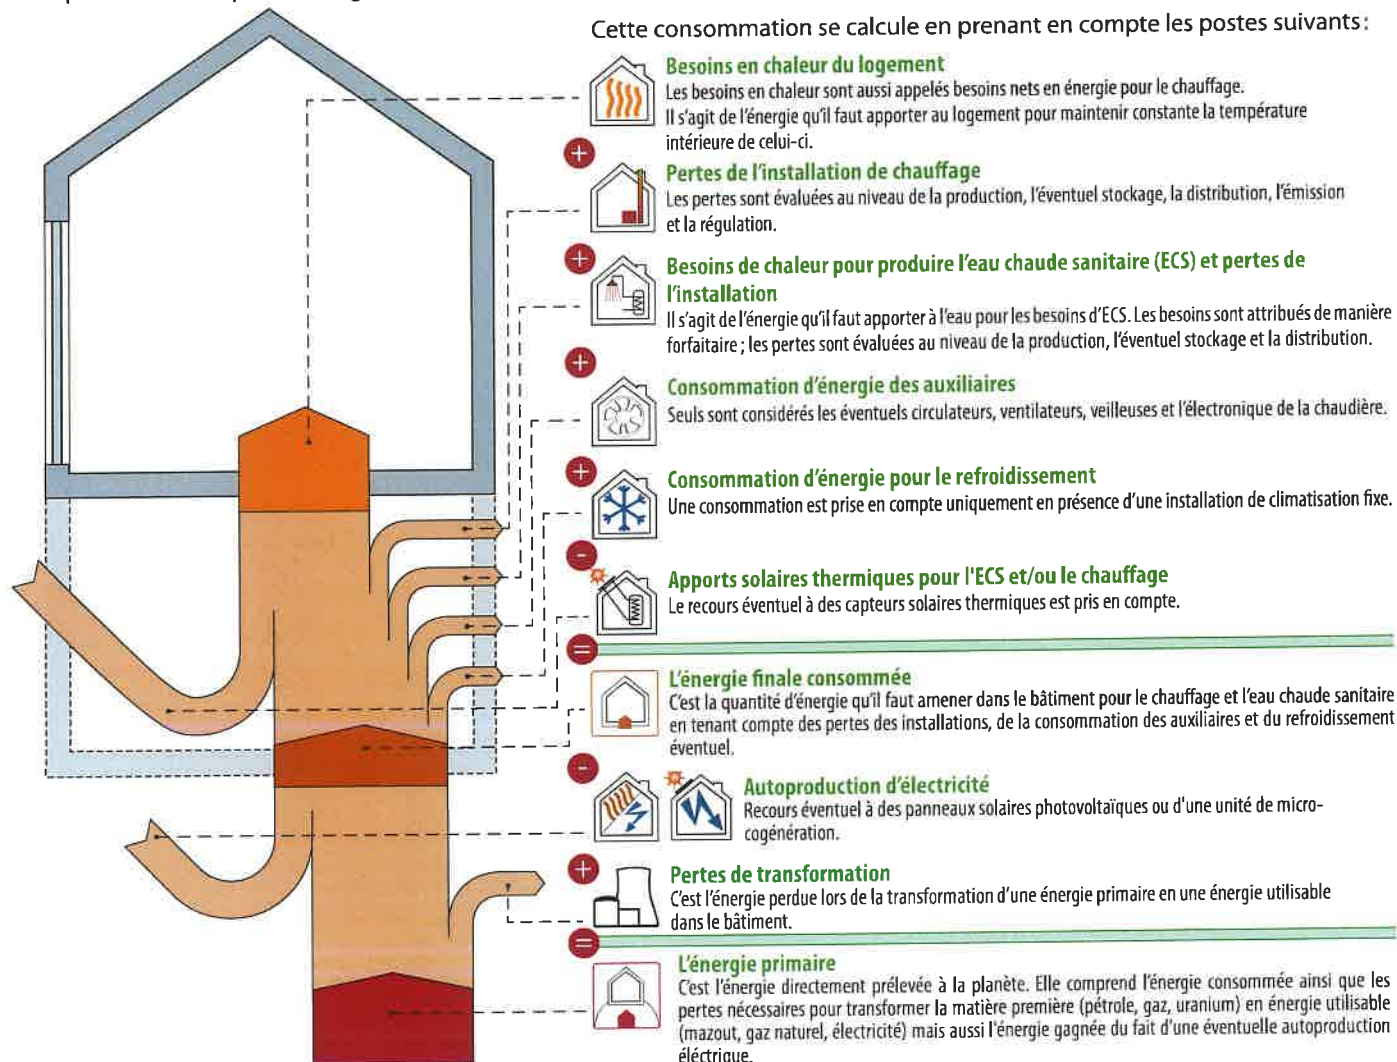 Cette consommation se calcule en prenant en compte les postes suivants :
Besoins en chaleur du logement
Les besoins en chaleur sont aussi appelés besoins nets en énergie pour le chauffage.
Il s'agit de l'énergie qu'il faut apporter au logement pour maintenir constante la température
intérieure de celui-ci.
+
Pertes de l'installation de chauffage
Les pertes sont évaluées au niveau de la production, l'éventuel stockage, la distribution, l'émission
et la régulation.
+
Besoins de chaleur pour produire l'eau chaude sanitaire (ECS) et pertes de
l'installation
Il s'agit de l'énergie qu'il faut apporter à l'eau pour les besoins d'ECS. Les besoins sont attribués de manière
forfaitaire ; les pertes sont évaluées au niveau de la production, l'éventuel stockage et la distribution.
+
Consommation d'énergie des auxiliaires
Seuls sont considérés les éventuels circulateurs, ventilateurs, veilleuses et l'électronique de la chaudière.
+
Consommation d'énergie pour le refroidissement
Une consommation est prise en compte uniquement en présence d'une installation de climatisation fixe.
-
Apports solaires thermiques pour l'ECS et/ou le chauffage
Le recours éventuel à des capteurs solaires thermiques est pris en compte.
=
L'énergie finale consommée
C'est la quantité d'énergie qu'il faut amener dans le bâtiment pour le chauffage et l'eau chaude sanitaire
en tenant compte des pertes des installations, de la consommation des auxiliaires et du refroidissement
éventuel.
-
Autoproduction d'électricité
Recours éventuel à des panneaux solaires photovoltaïques ou d'une unité de micro-
cogénération.
+
Pertes de transformation
C'est l'énergie perdue lors de la transformation d'une énergie primaire en une énergie utilisable
dans le bâtiment.
=
L'énergie primaire
C'est l'énergie directement prélevée à la planète. Elle comprend l'énergie consommée ainsi que les
pertes nécessaires pour transformer la matière première (pétrole, gaz, uranium) en énergie utilisable
(mazout, gaz naturel, électricité) mais aussi l'énergie gagnée du fait d'une éventuelle autoproduction
éléctrique.